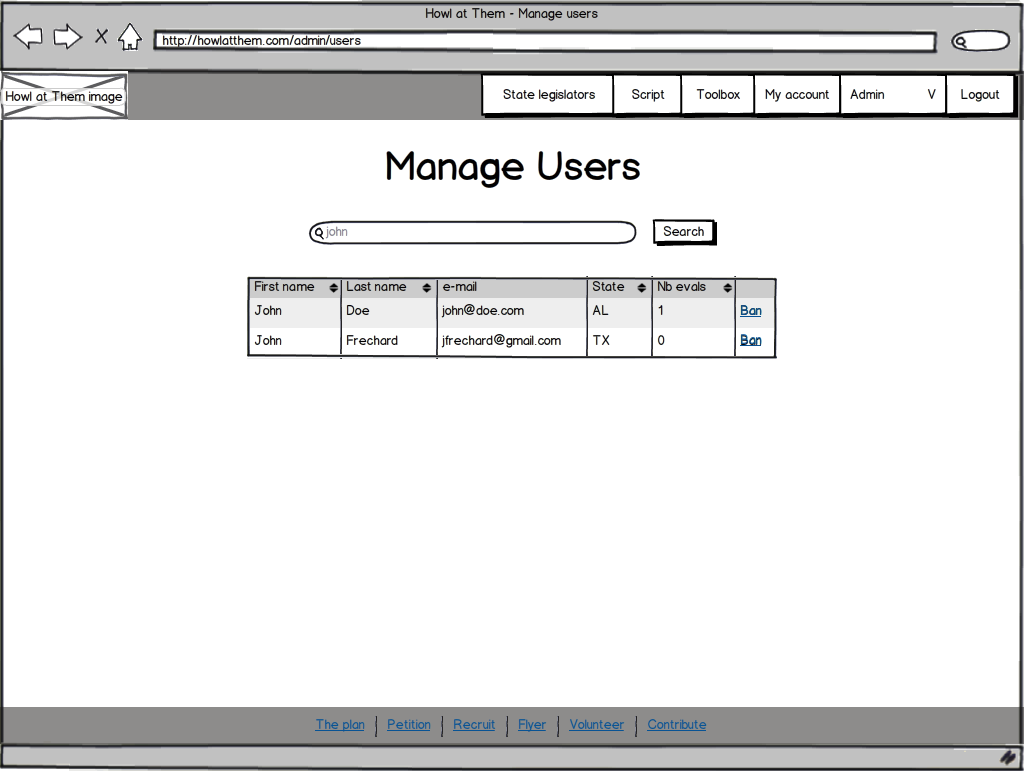 Howl at Them - Manage users
http://howlatthem.com/admin/users
Howl at Them image State legislators Script Toolbox My account Admin V Logout
Manage Users
john Search
First name Last name e-mail State Nb evals
John Doe john@doe.com AL 1 Ban
John Frechard jfrechard@gmail.com TX 0 Ban
The plan Petition Recruit Flyer Volunteer Contribute